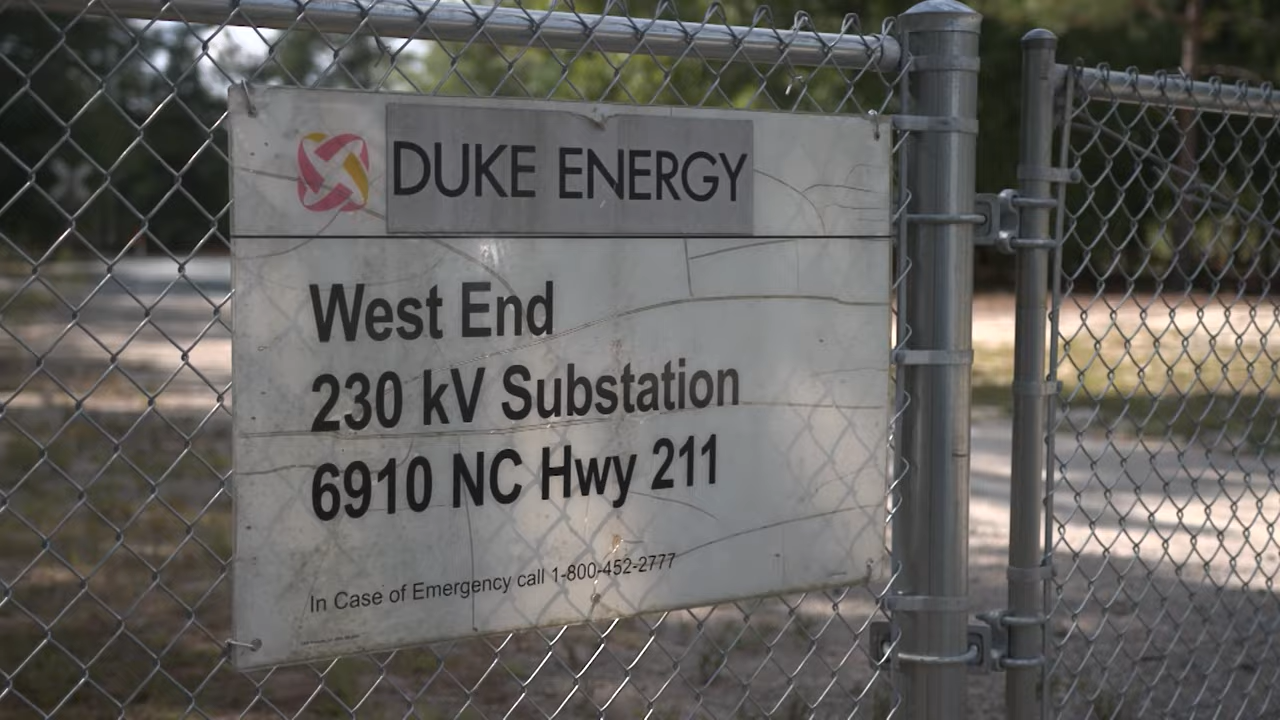 DUKE ENERGY
West End
230 kV Substation
6910 NC Hwy 211
In Case of Emergency call 1-800-452-2777